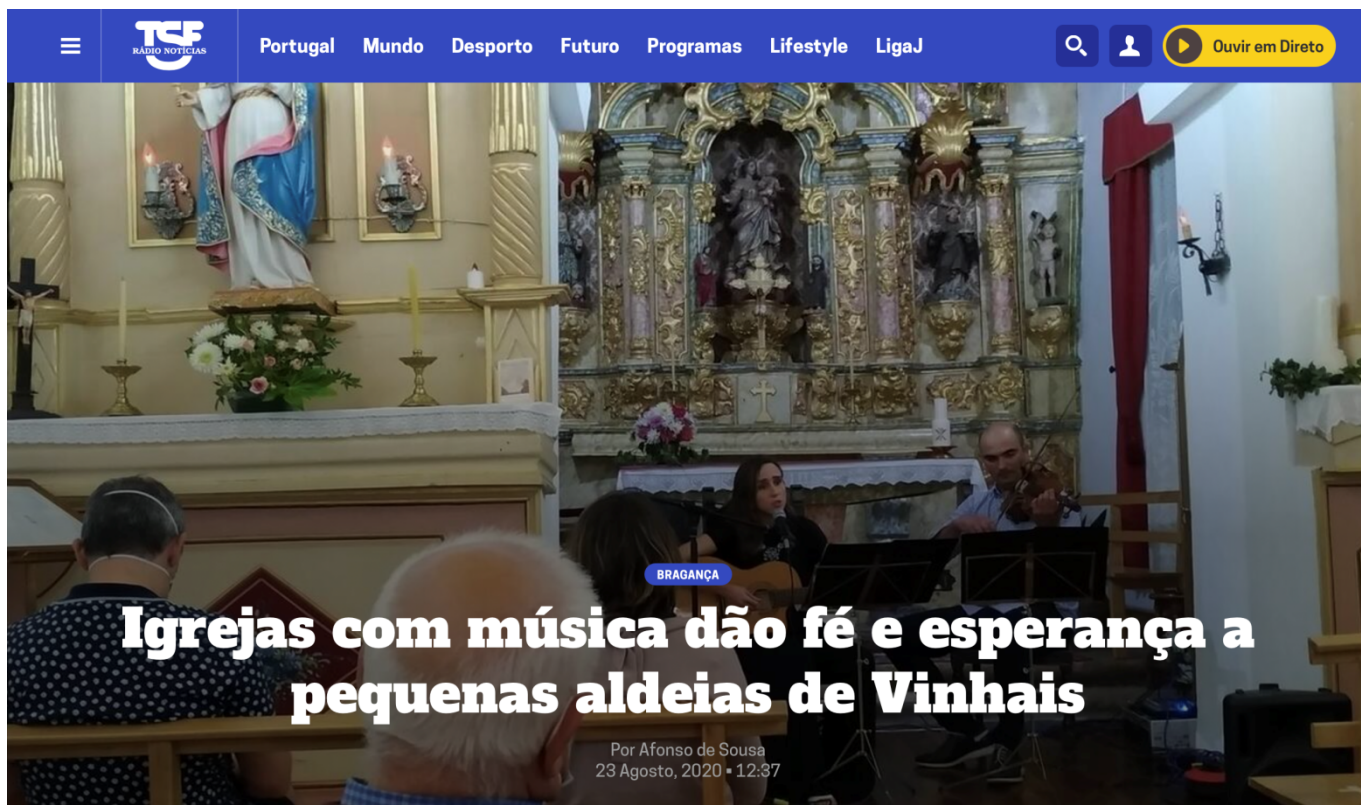 TSF
RÁDIO NOTÍCIAS
Portugal Mundo Desporto Futuro Programas Lifestyle LigaJ
Ouvir em Direto
BRAGANÇA
Igrejas com música dão fé e esperança a
pequenas aldeias de Vinhais
Por Afonso de Sousa
23 Agosto, 2020 ▪ 12:37